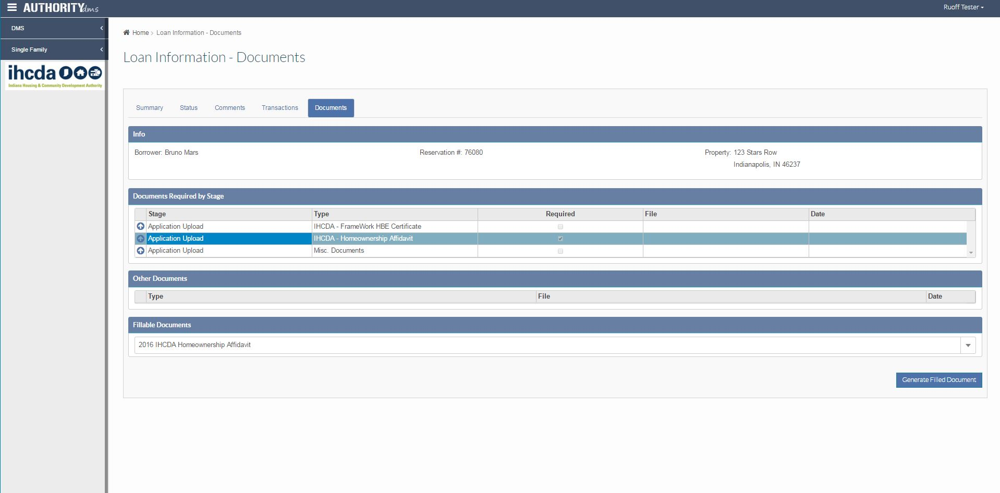 AUTHORITYdms
Ruoff Tester
DMS
Single Family
ihcda
Indiana Housing & Community Development Authority
Home > Loan Information - Documents
Loan Information - Documents
Summary Status Comments Transactions Documents
Info
Borrower: Bruno Mars Reservation #: 76080 Property: 123 Stars Row
Indianapolis, IN 46237
Documents Required by Stage
Stage Type Required File Date
Application Upload IHCDA - FrameWork HBE Certificate
Application Upload IHCDA - Homeownership Affidavit
Application Upload Misc. Documents
Other Documents
Type File Date
Fillable Documents
2016 IHCDA Homeownership Affidavit
Generate Filled Document